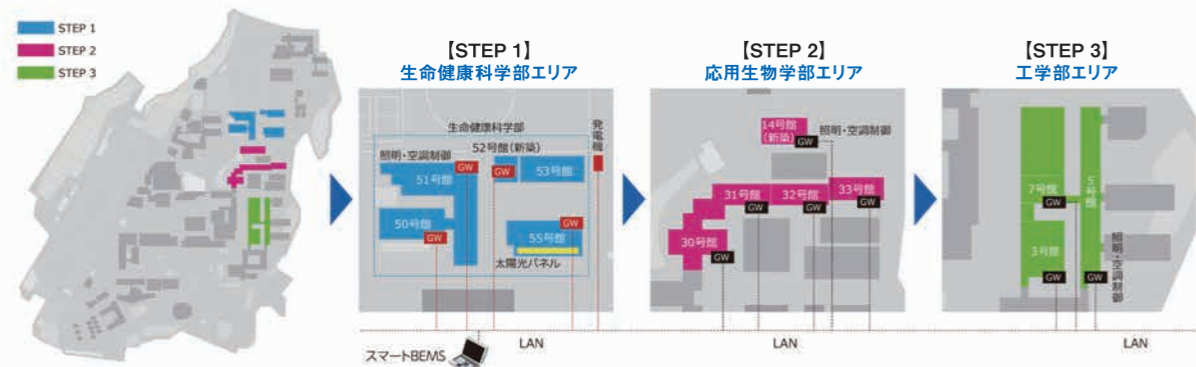 STEP 1
STEP 2
STEP 3
【STEP 1】
生命健康科学部エリア
生命健康科学部
照明・空調制御
52号館(新築)
発電機
GW
GW
51号館
53号館
50号館
GW
GW
55号館
太陽光パネル
【STEP 2】
応用生物学部エリア
14号館
(新築)
照明・空調制御
GW
31号館
32号館
33号館
GW
GW
GW
30号館
GW
【STEP 3】
工学部エリア
7号館
5号館
GW
3号館
GW
GW
照明・空調制御
スマートBEMS
LAN
LAN
LAN